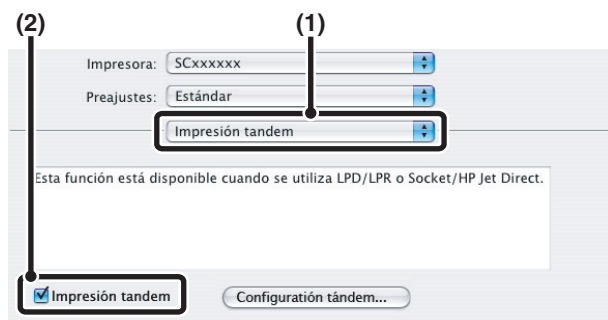 (2) (1)
Impresora: SCxxxxxx
Preajustes: Estándar
Impresión tandem
Esta función está disponible cuando se utiliza LPD/LPR o Socket/HP Jet Direct.
Impresión tandem Configuratión tándem...